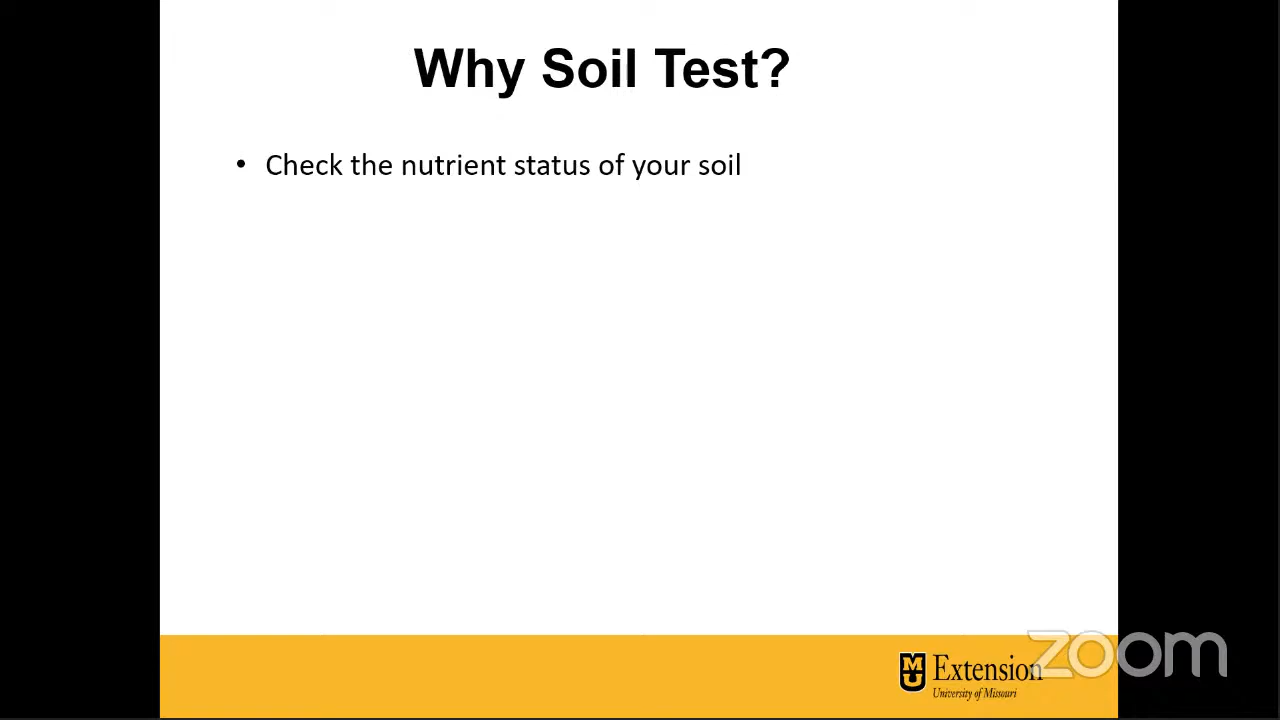 Why Soil Test?
• Check the nutrient status of your soil
MU Extension
University of Missouri
zoom